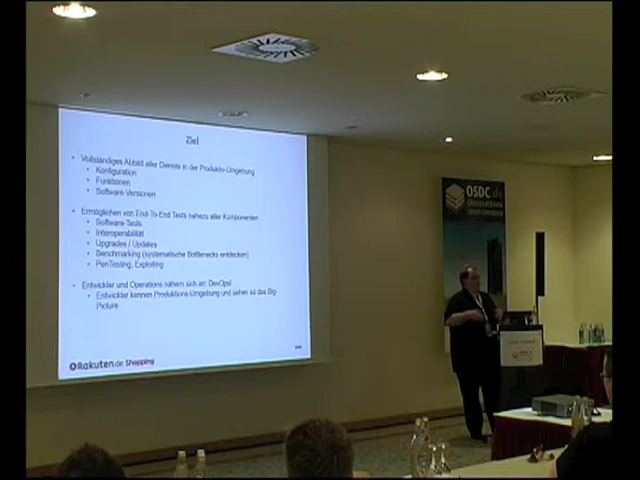 Ziel
• Vollständiges Abbild aller Dienste in der Produktiv-Umgebung
• Konfiguration
• Funktionen
• Software-Versionen
• Ermöglichen von End-To-End Tests nahezu aller Komponenten
• Software-Tests
• Interoperabilität
• Upgrades / Updates
• Benchmarking (systematische Bottlenecks entdecken)
• PenTesting, Exploiting
• Entwickler und Operations nähern sich an: DevOps!
• Entwickler kennen Produktions-Umgebung und sehen so das Big-
Picture
Rakuten.de Shopping
OSDC.de